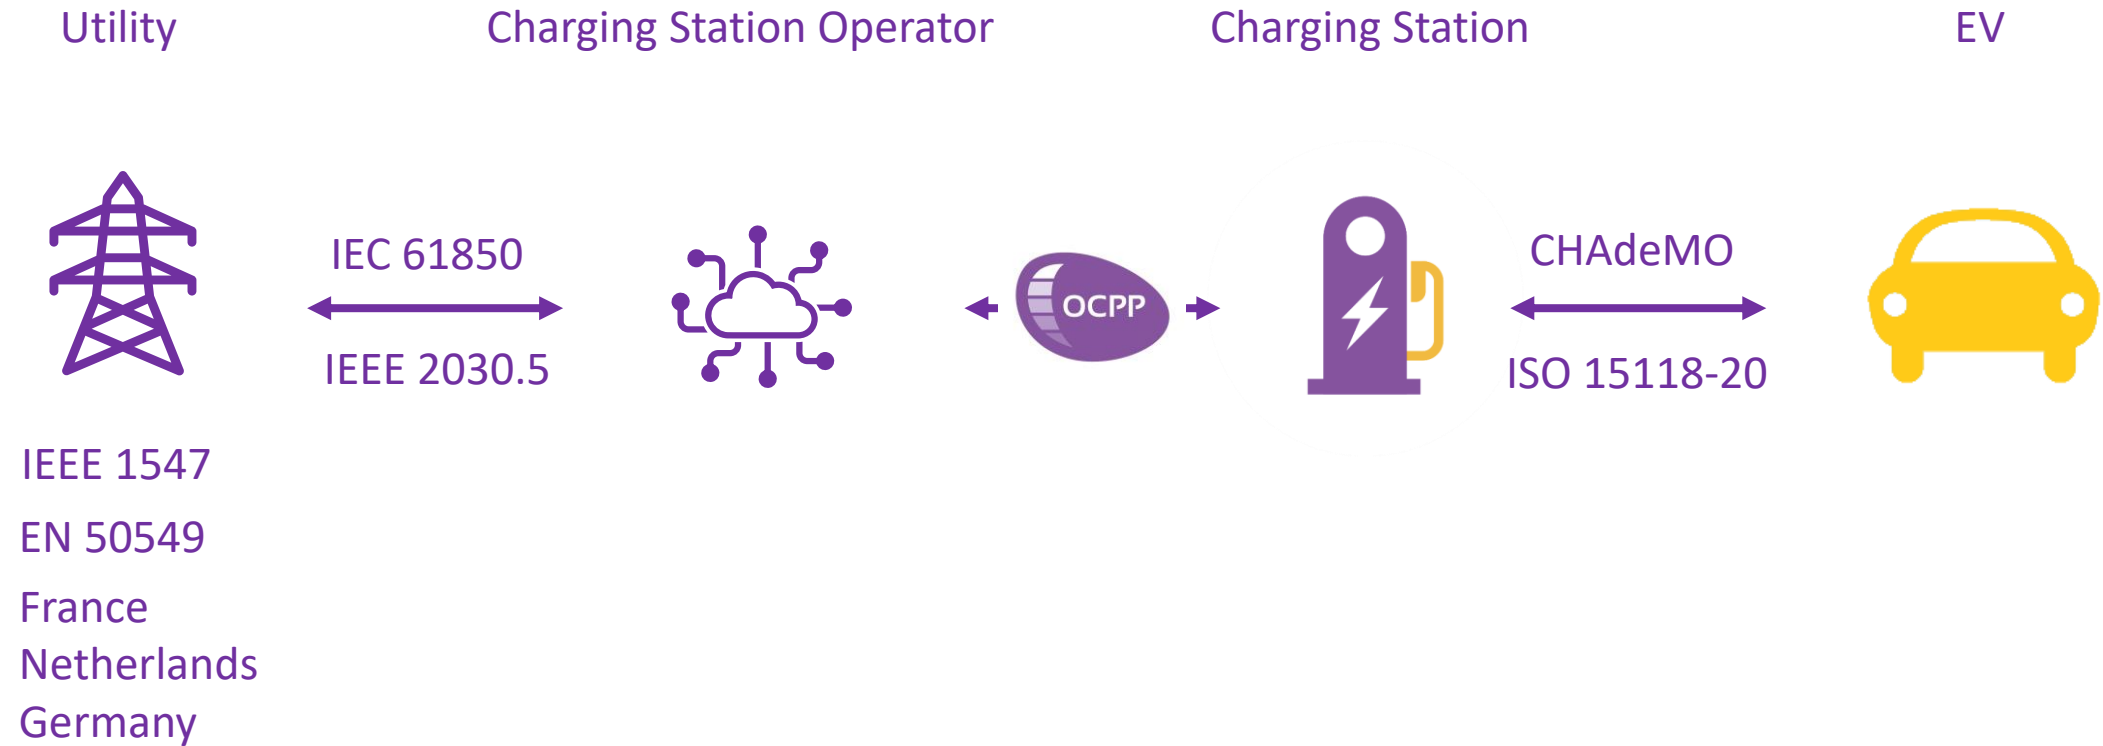 Utility
Charging Station Operator
Charging Station
EV
IEC 61850
IEEE 2030.5
OCPP
CHAdeMO
ISO 15118-20
IEEE 1547
EN 50549
France
Netherlands
Germany